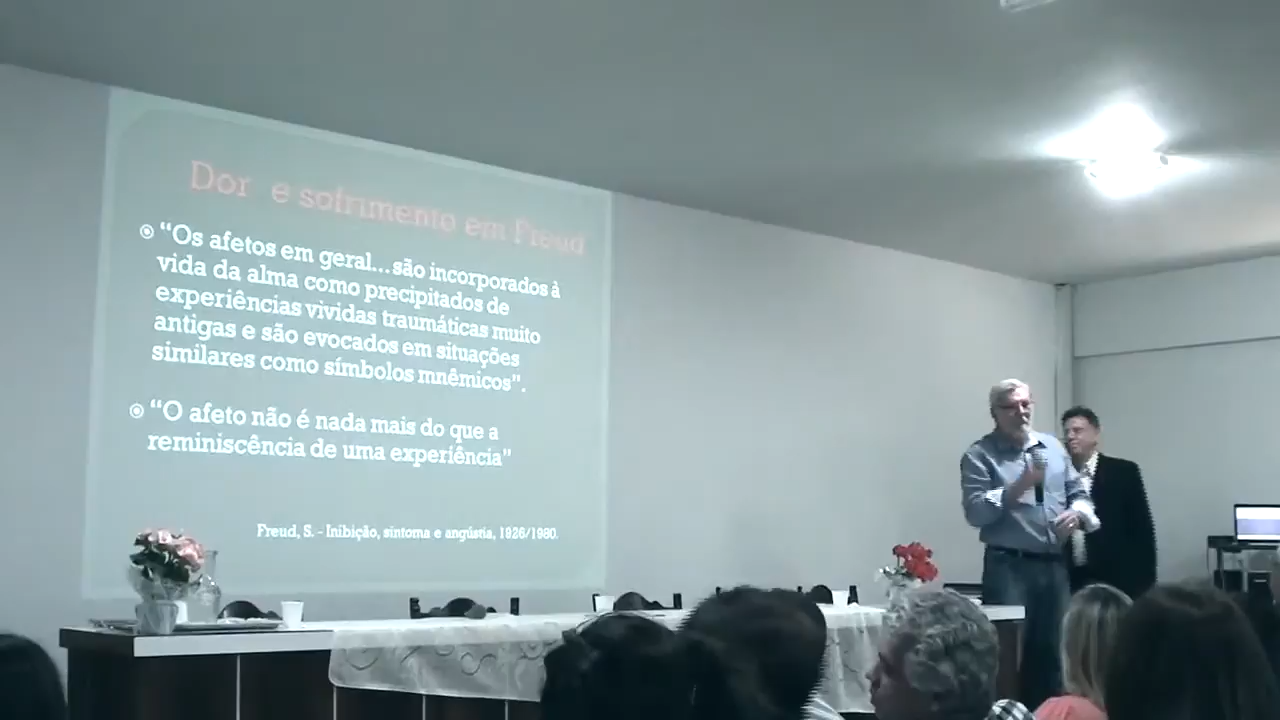 Dor e sofrimento em Freud
“Os afetos em geral...são incorporados à
vida da alma como precipitados de
experiências vividas traumáticas muito
antigas e são evocados em situações
similares como símbolos mnêmicos”.
“O afeto não é nada mais do que a
reminiscência de uma experiência”
Freud, S. - Inibição, sintoma e angústia, 1926/1980.